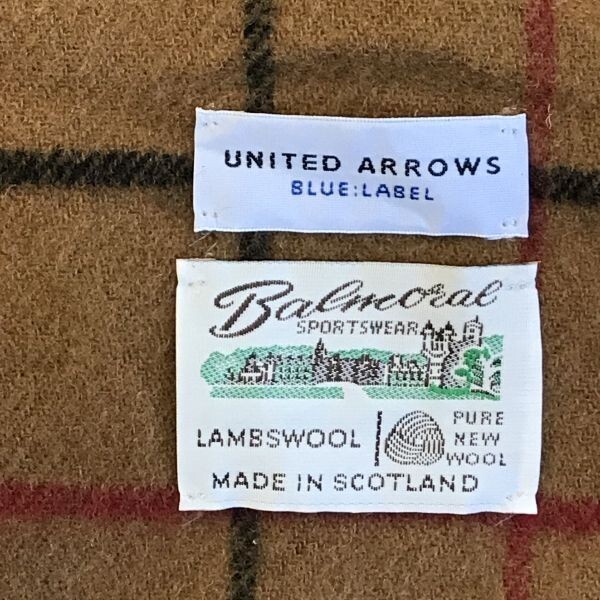 UNITED ARROWS
BLUE:LABEL
Balmoral
SPORTSWEAR
LAMBSWOOL
PURE
NEW
WOOL
MADE IN SCOTLAND